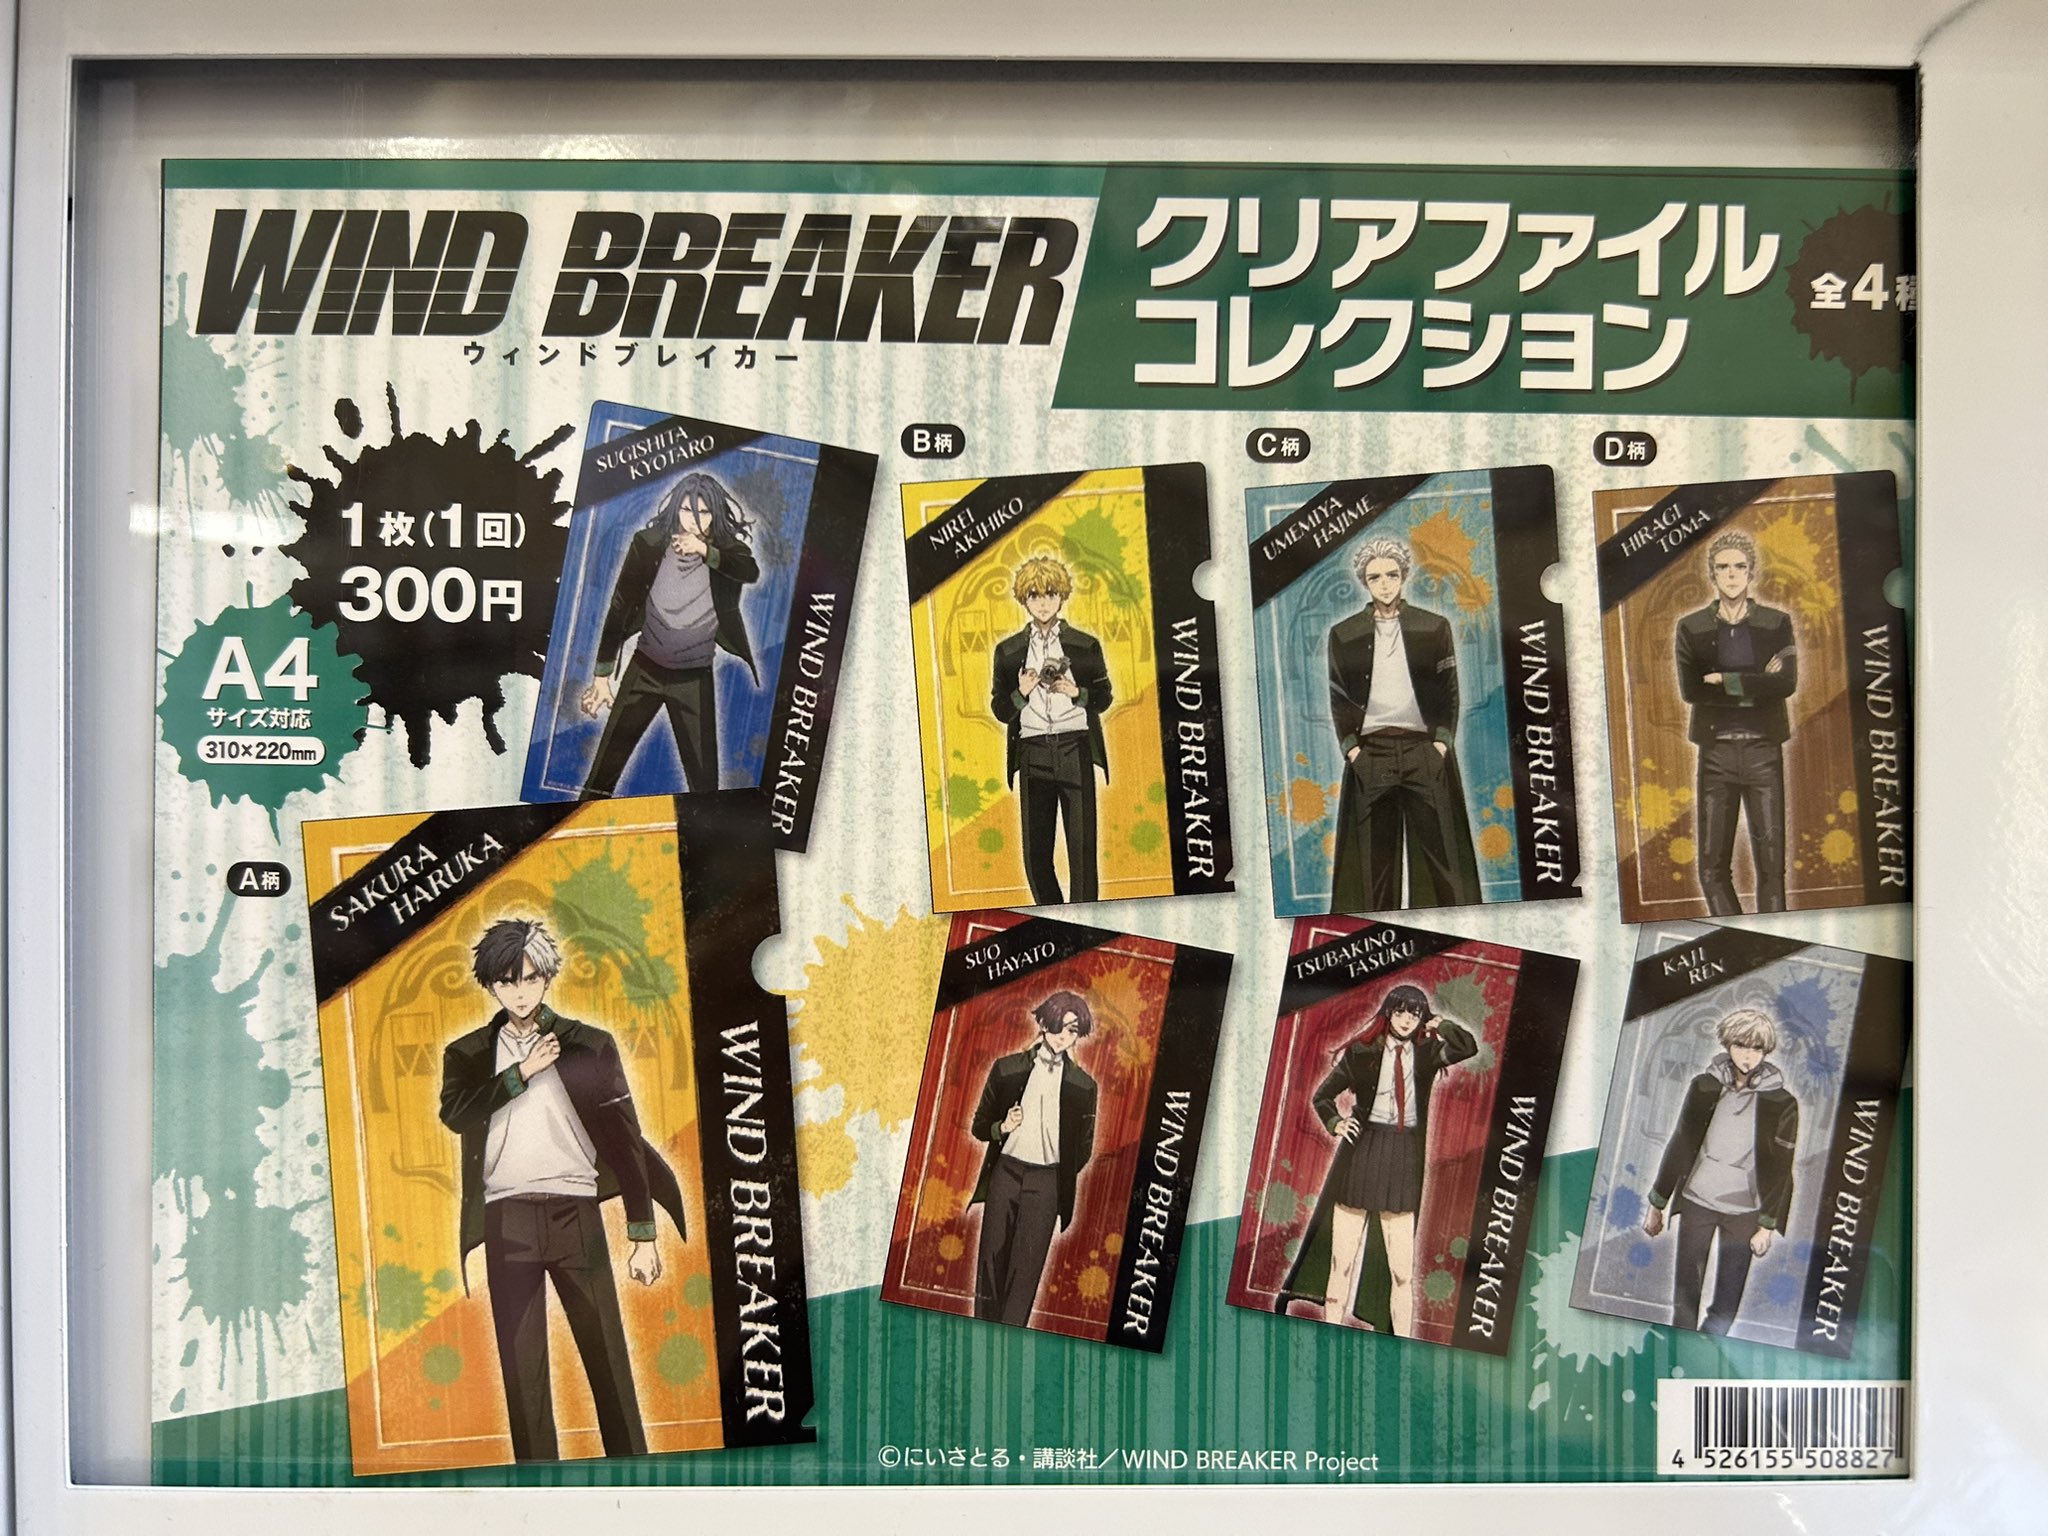 WIND BREAKER
ウィンドブレイカー
クリアファイル
コレクション
全4種
1枚(1回)
300円
A4
サイズ対応
310×220mm
SUGISHITA
KYOTARO
WIND BREAKER
A柄
SAKURA
HARUKA
WIND BREAKER
B柄
NIREI
AKIHIKO
WIND BREAKER
SUO
HAYATO
WIND BREAKER
C柄
UMEMIYA
HAJIME
WIND BREAKER
TSUBAKINO
TASUKU
WIND BREAKER
D柄
HIRAGI
TOMA
WIND BREAKER
KAJI
REN
WIND BREAKER
©にいさとる・講談社/WIND BREAKER Project
4 526155 508827